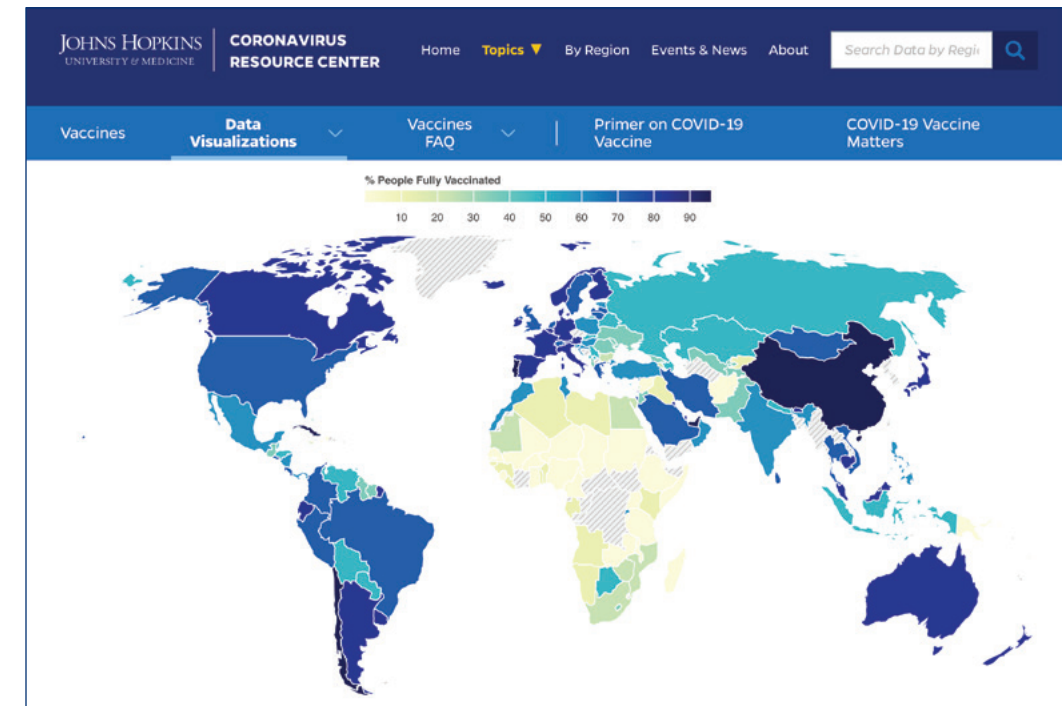 JOHNS HOPKINS
UNIVERSITY & MEDICINE
CORONAVIRUS
RESOURCE CENTER
Home
Topics ▼
By Region
Events & News
About
Search Data by Regi
Vaccines
Data
Visualizations
Vaccines
FAQ
Primer on COVID-19
Vaccine
COVID-19 Vaccine
Matters
% People Fully Vaccinated
10 20 30 40 50 60 70 80 90